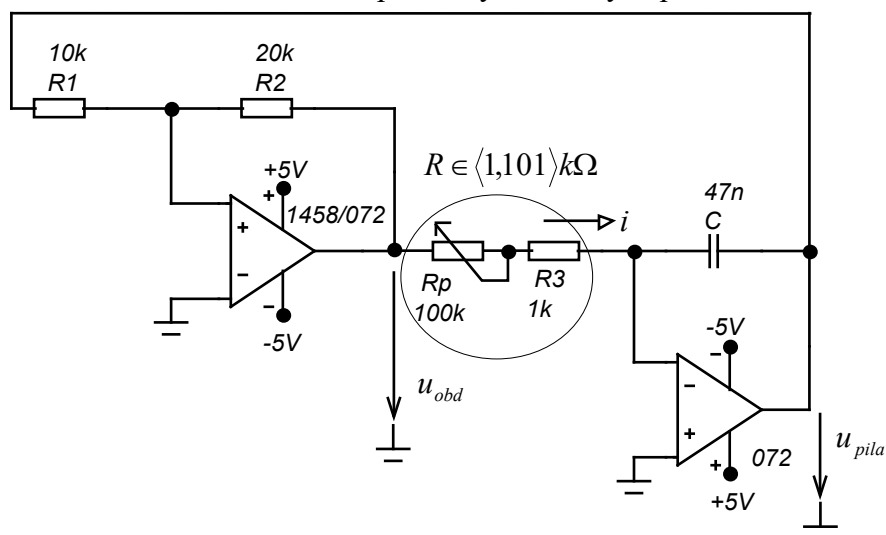 10k
R1
20k
R2
+5V
+
1458/072
+
−
−
-5V
R ∈ ⟨1,101⟩kΩ
i
Rp
100k
R3
1k
47n
C
u_obd
-5V
−
−
+
+
072
+5V
u_pila